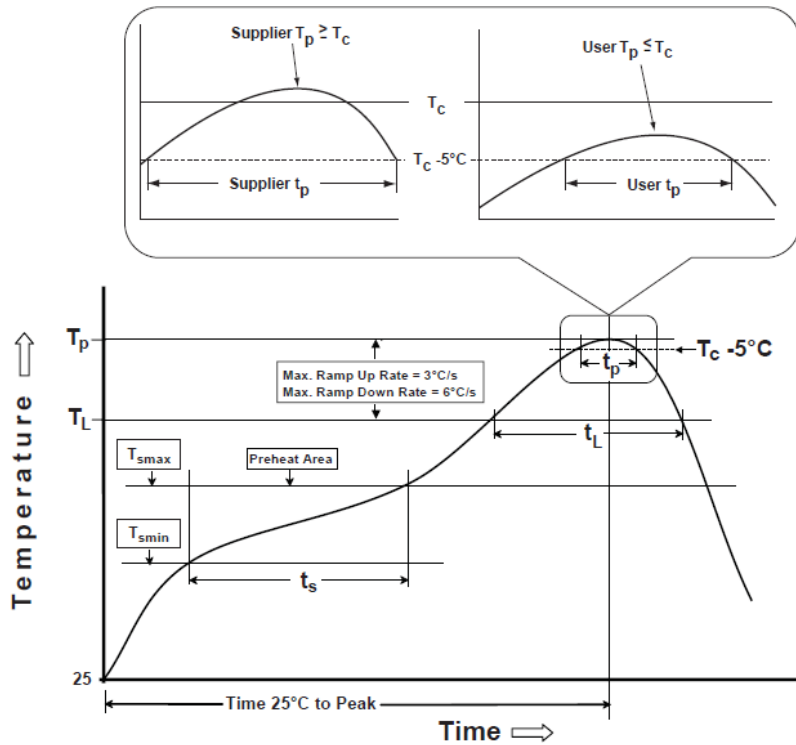 Supplier Tp ≥ Tc
User Tp ≤ Tc
Tc
Tc -5°C
Supplier tp
User tp
Tp
Tc -5°C
tp
Max. Ramp Up Rate = 3°C/s
Max. Ramp Down Rate = 6°C/s
TL
tL
Tsmax
Preheat Area
Tsmin
ts
Temperature
25
Time 25°C to Peak
Time